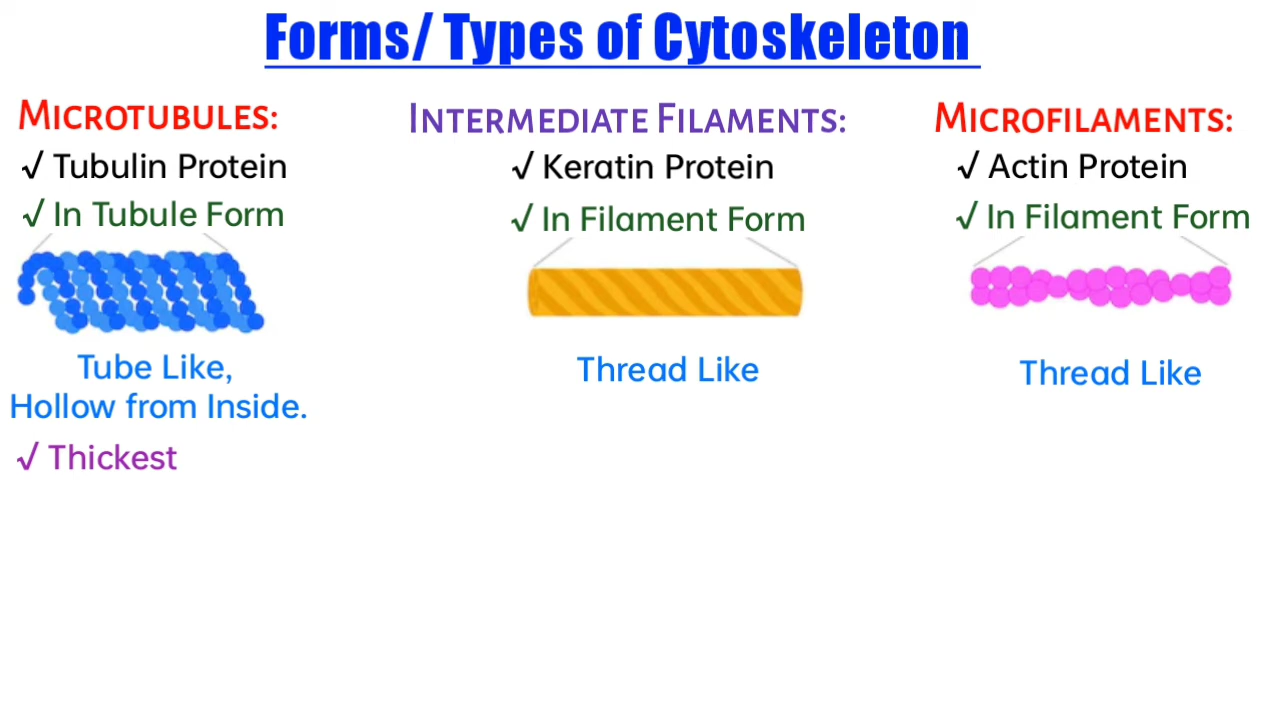 Forms/ Types of Cytoskeleton
MICROTUBULES:
√ Tubulin Protein
√ In Tubule Form
Tube Like,
Hollow from Inside.
√ Thickest
INTERMEDIATE FILAMENTS:
√ Keratin Protein
√ In Filament Form
Thread Like
MICROFILAMENTS:
√ Actin Protein
√ In Filament Form
Thread Like